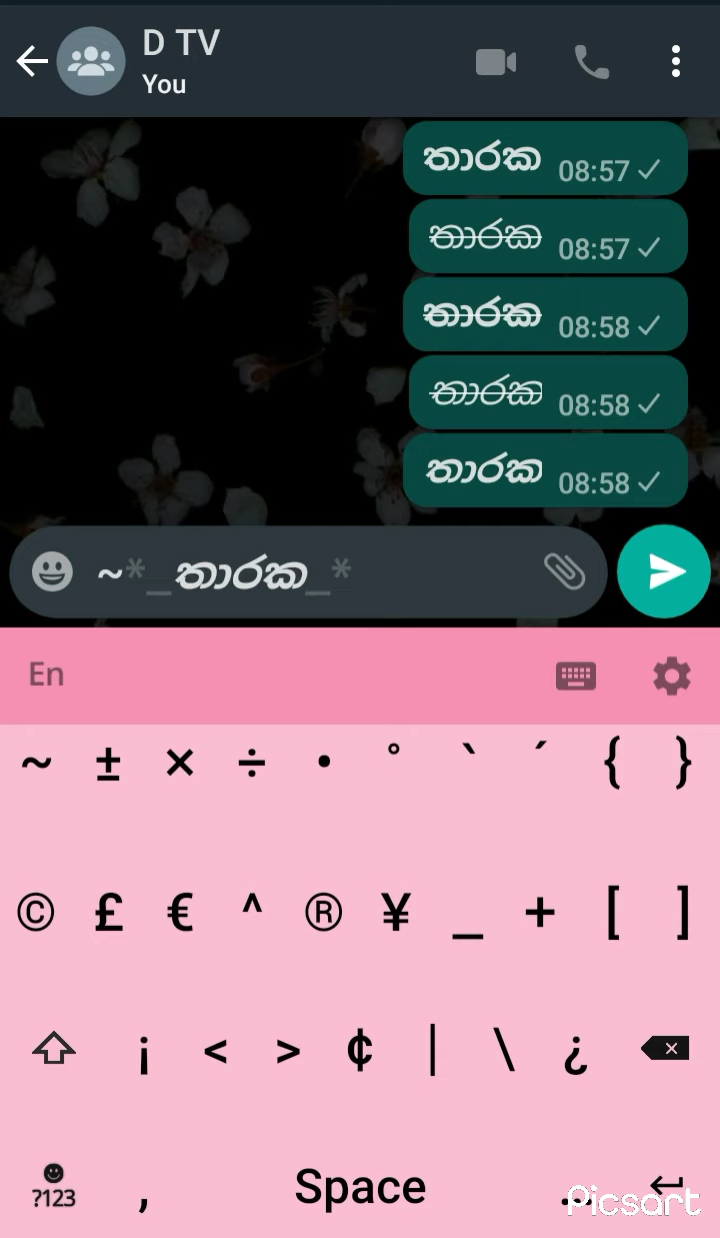 D TV
You
තාරක 08:57
තාරක 08:57
තාරක 08:58
තාරක 08:58
තාරක 08:58
~*_තාරක_*
En
~ ± × ÷ • ° ` ´ { }
© £ € ^ ® ¥ _ + [ ]
¡ < > ¢ | \ ¿
?123 , Space
Picsart